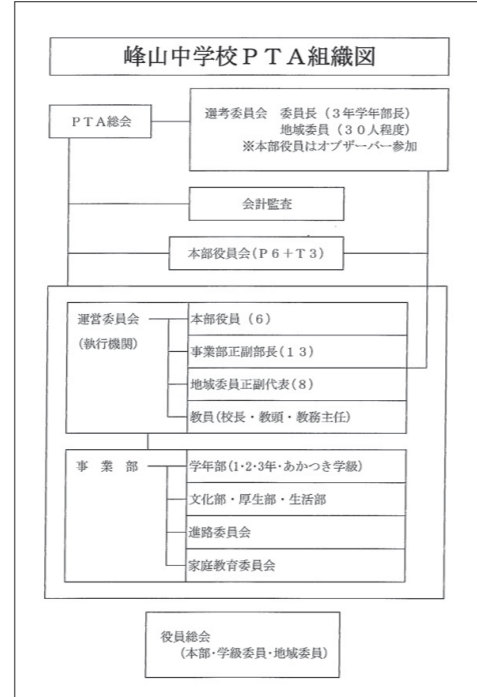 峰山中学校PTA組織図
PTA総会
選考委員会 委員長(3年学年部長)
地域委員(30人程度)
※本部役員はオブザーバー参加
会計監査
本部役員会(P6+T3)
運営委員会
(執行機関)
本部役員(6)
事業部正副部長(13)
地域委員正副代表(8)
教員(校長・教頭・教務主任)
事業部
学年部(1・2・3年・あかつき学級)
文化部・厚生部・生活部
進路委員会
家庭教育委員会
役員総会
(本部・学級委員・地域委員)